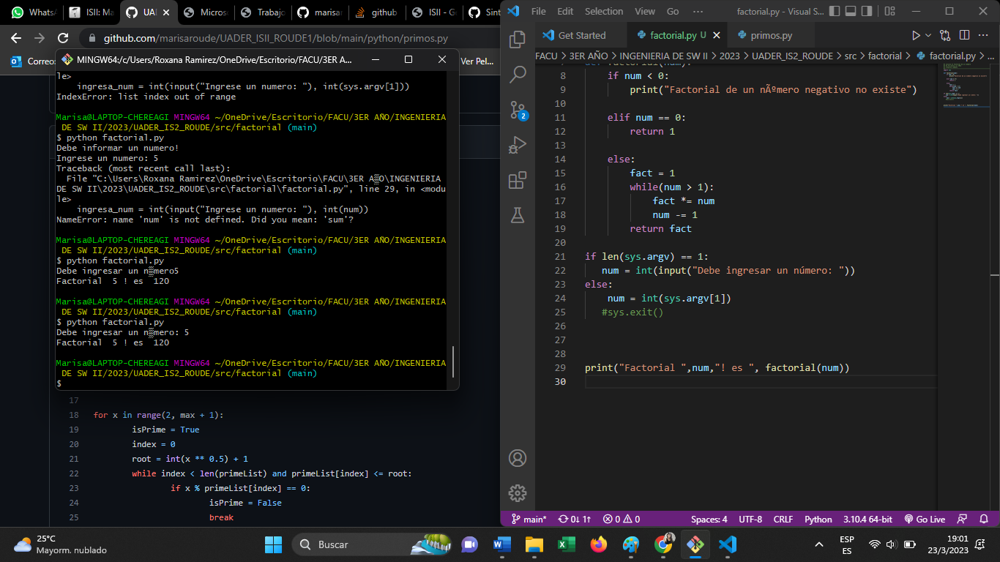 WhatsA
ISII: Ma
UAI
Micros
Trabajo
marisar
github
ISII - G
Sint
github.com/marisaroude/UADER_ISII_ROUDE1/blob/main/python/primos.py
Correo
Ver Pel...
MINGW64:/c/Users/Roxana Ramirez/OneDrive/Escritorio/FACU/3ER A...
le>
ingresa_num = int(input("Ingrese un numero: "), int(sys.argv[1]))
IndexError: list index out of range
Marisa@LAPTOP-CHEREAGI MINGW64 ~/OneDrive/Escritorio/FACU/3ER AÑO/INGENIERIA
DE SW II/2023/UADER_IS2_ROUDE/src/factorial (main)
$ python factorial.py
Debe informar un numero!
Ingrese un numero: 5
Traceback (most recent call last):
File "C:\Users\Roxana Ramirez\OneDrive\Escritorio\FACU\3ER A▒O\INGENIERIA
DE SW II\2023\UADER_IS2_ROUDE\src\factorial\factorial.py", line 29, in <modu
le>
ingresa_num = int(input("Ingrese un numero: "), int(num))
NameError: name 'num' is not defined. Did you mean: 'sum'?
Marisa@LAPTOP-CHEREAGI MINGW64 ~/OneDrive/Escritorio/FACU/3ER AÑO/INGENIERIA
DE SW II/2023/UADER_IS2_ROUDE/src/factorial (main)
$ python factorial.py
Debe ingresar un n▒mero5
Factorial  5 ! es  120
Marisa@LAPTOP-CHEREAGI MINGW64 ~/OneDrive/Escritorio/FACU/3ER AÑO/INGENIERIA
DE SW II/2023/UADER_IS2_ROUDE/src/factorial (main)
$ python factorial.py
Debe ingresar un n▒mero: 5
Factorial  5 ! es  120
Marisa@LAPTOP-CHEREAGI MINGW64 ~/OneDrive/Escritorio/FACU/3ER AÑO/INGENIERIA
DE SW II/2023/UADER_IS2_ROUDE/src/factorial (main)
$
17
18 for x in range(2, max + 1):
19 isPrime = True
20 index = 0
21 root = int(x ** 0.5) + 1
22 while index < len(primeList) and primeList[index] <= root:
23 if x % primeList[index] == 0:
24 isPrime = False
25 break
File Edit Selection View Go ··· factorial.py - Visual S...
Get Started factorial.py U primos.py
FACU > 3ER AÑO > INGENIERIA DE SW II > 2023 > UADER_IS2_ROUDE > src > factorial > factorial.py > ...
7 def factorial(num):
8 if num < 0:
9 print("Factorial de un nÃºmero negativo no existe")
10
11 elif num == 0:
12 return 1
13
14 else:
15 fact = 1
16 while(num > 1):
17 fact *= num
18 num -= 1
19 return fact
20
21 if len(sys.argv) == 1:
22 num = int(input("Debe ingresar un número: "))
23 else:
24 num = int(sys.argv[1])
25 #sys.exit()
26
27
28
29 print("Factorial ",num,"! es ", factorial(num))
30
2
main* 0↓ 1↑ 0 0 Spaces: 4 UTF-8 CRLF Python 3.10.4 64-bit Go Live
25°C
Mayorm. nublado
Buscar
ESP
ES
19:01
23/3/2023